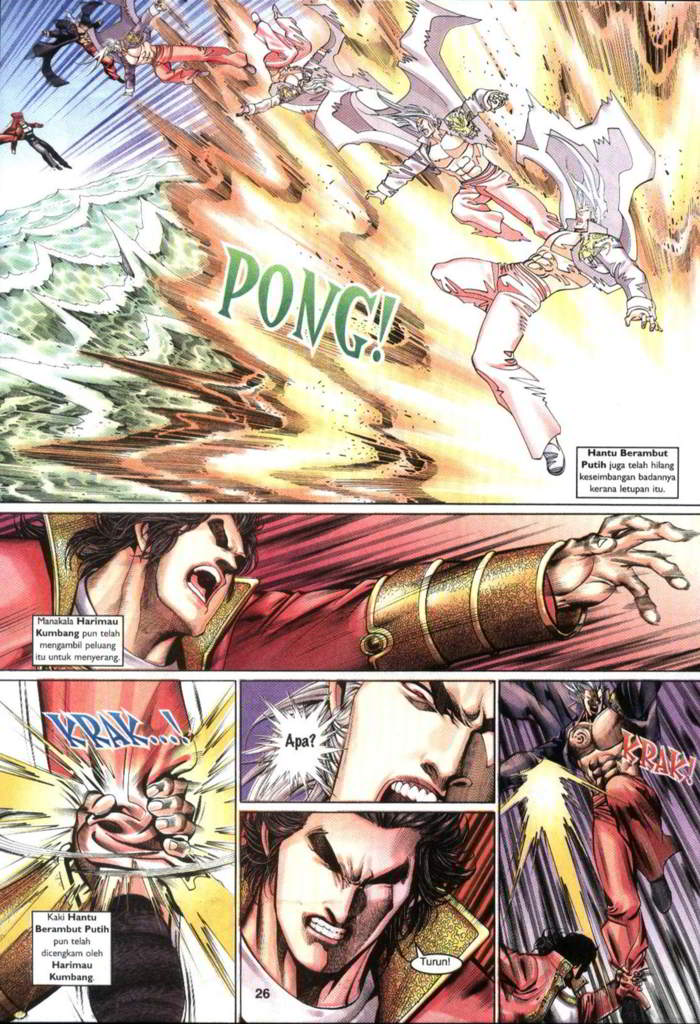 PONG!
Hantu Berambut
Putih juga telah hilang
keseimbangan badannya
kerana letupan itu.
Manakala Harimau
Kumbang pun telah
mengambil peluang
itu untuk menyerang.
KRAK...!
Kaki Hantu
Berambut Putih
pun telah
dicengkam oleh
Harimau
Kumbang.
Apa?
Turun!
KRAK!
26